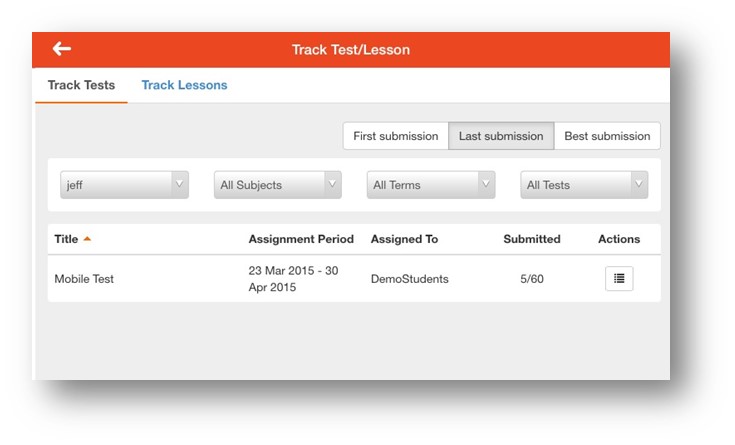 Track Test/Lesson
Track Tests Track Lessons
First submission Last submission Best submission
jeff All Subjects All Terms All Tests
Title Assignment Period Assigned To Submitted Actions
Mobile Test 23 Mar 2015 - 30 Apr 2015 DemoStudents 5/60